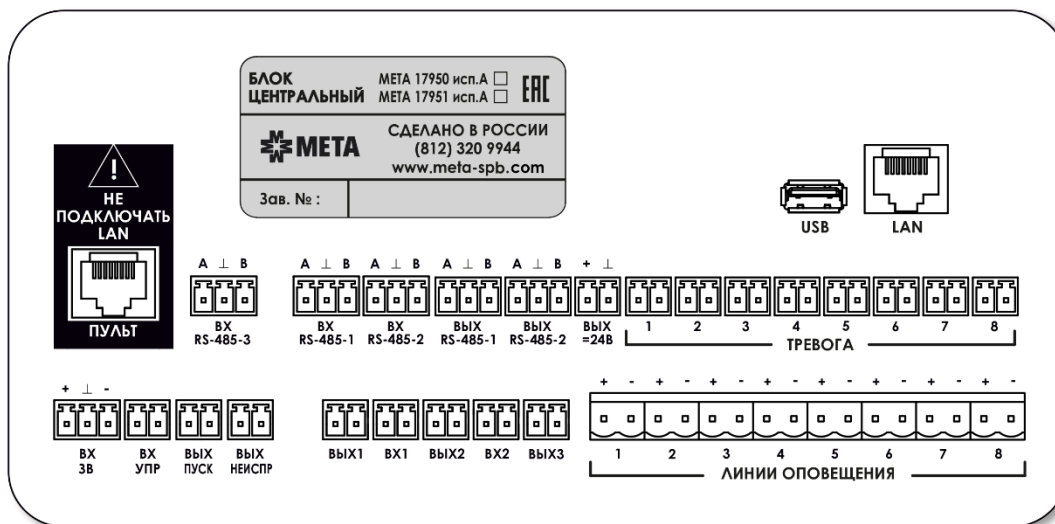 БЛОК META 17950 исп.А
ЦЕНТРАЛЬНЫЙ META 17951 исп.А
EAC
META
СДЕЛАНО В РОССИИ
(812) 320 9944
www.meta-spb.com
Зав. № :
!
НЕ
ПОДКЛЮЧАТЬ
LAN
ПУЛЬТ
USB LAN
A ⊥ B A ⊥ B A ⊥ B A ⊥ B A ⊥ B + ⊥
ВХ ВХ ВХ ВЫХ ВЫХ ВЫХ 1 2 3 4 5 6 7 8
RS-485-3 RS-485-1 RS-485-2 RS-485-1 RS-485-2 =24В ТРЕВОГА
+ ⊥ - + - + - + - + - + - + - + - + -
ВХ ВХ ВЫХ ВЫХ ВЫХ1 ВХ1 ВЫХ2 ВХ2 ВЫХ3 1 2 3 4 5 6 7 8
ЗВ УПР ПУСК НЕИСПР ЛИНИИ ОПОВЕЩЕНИЯ